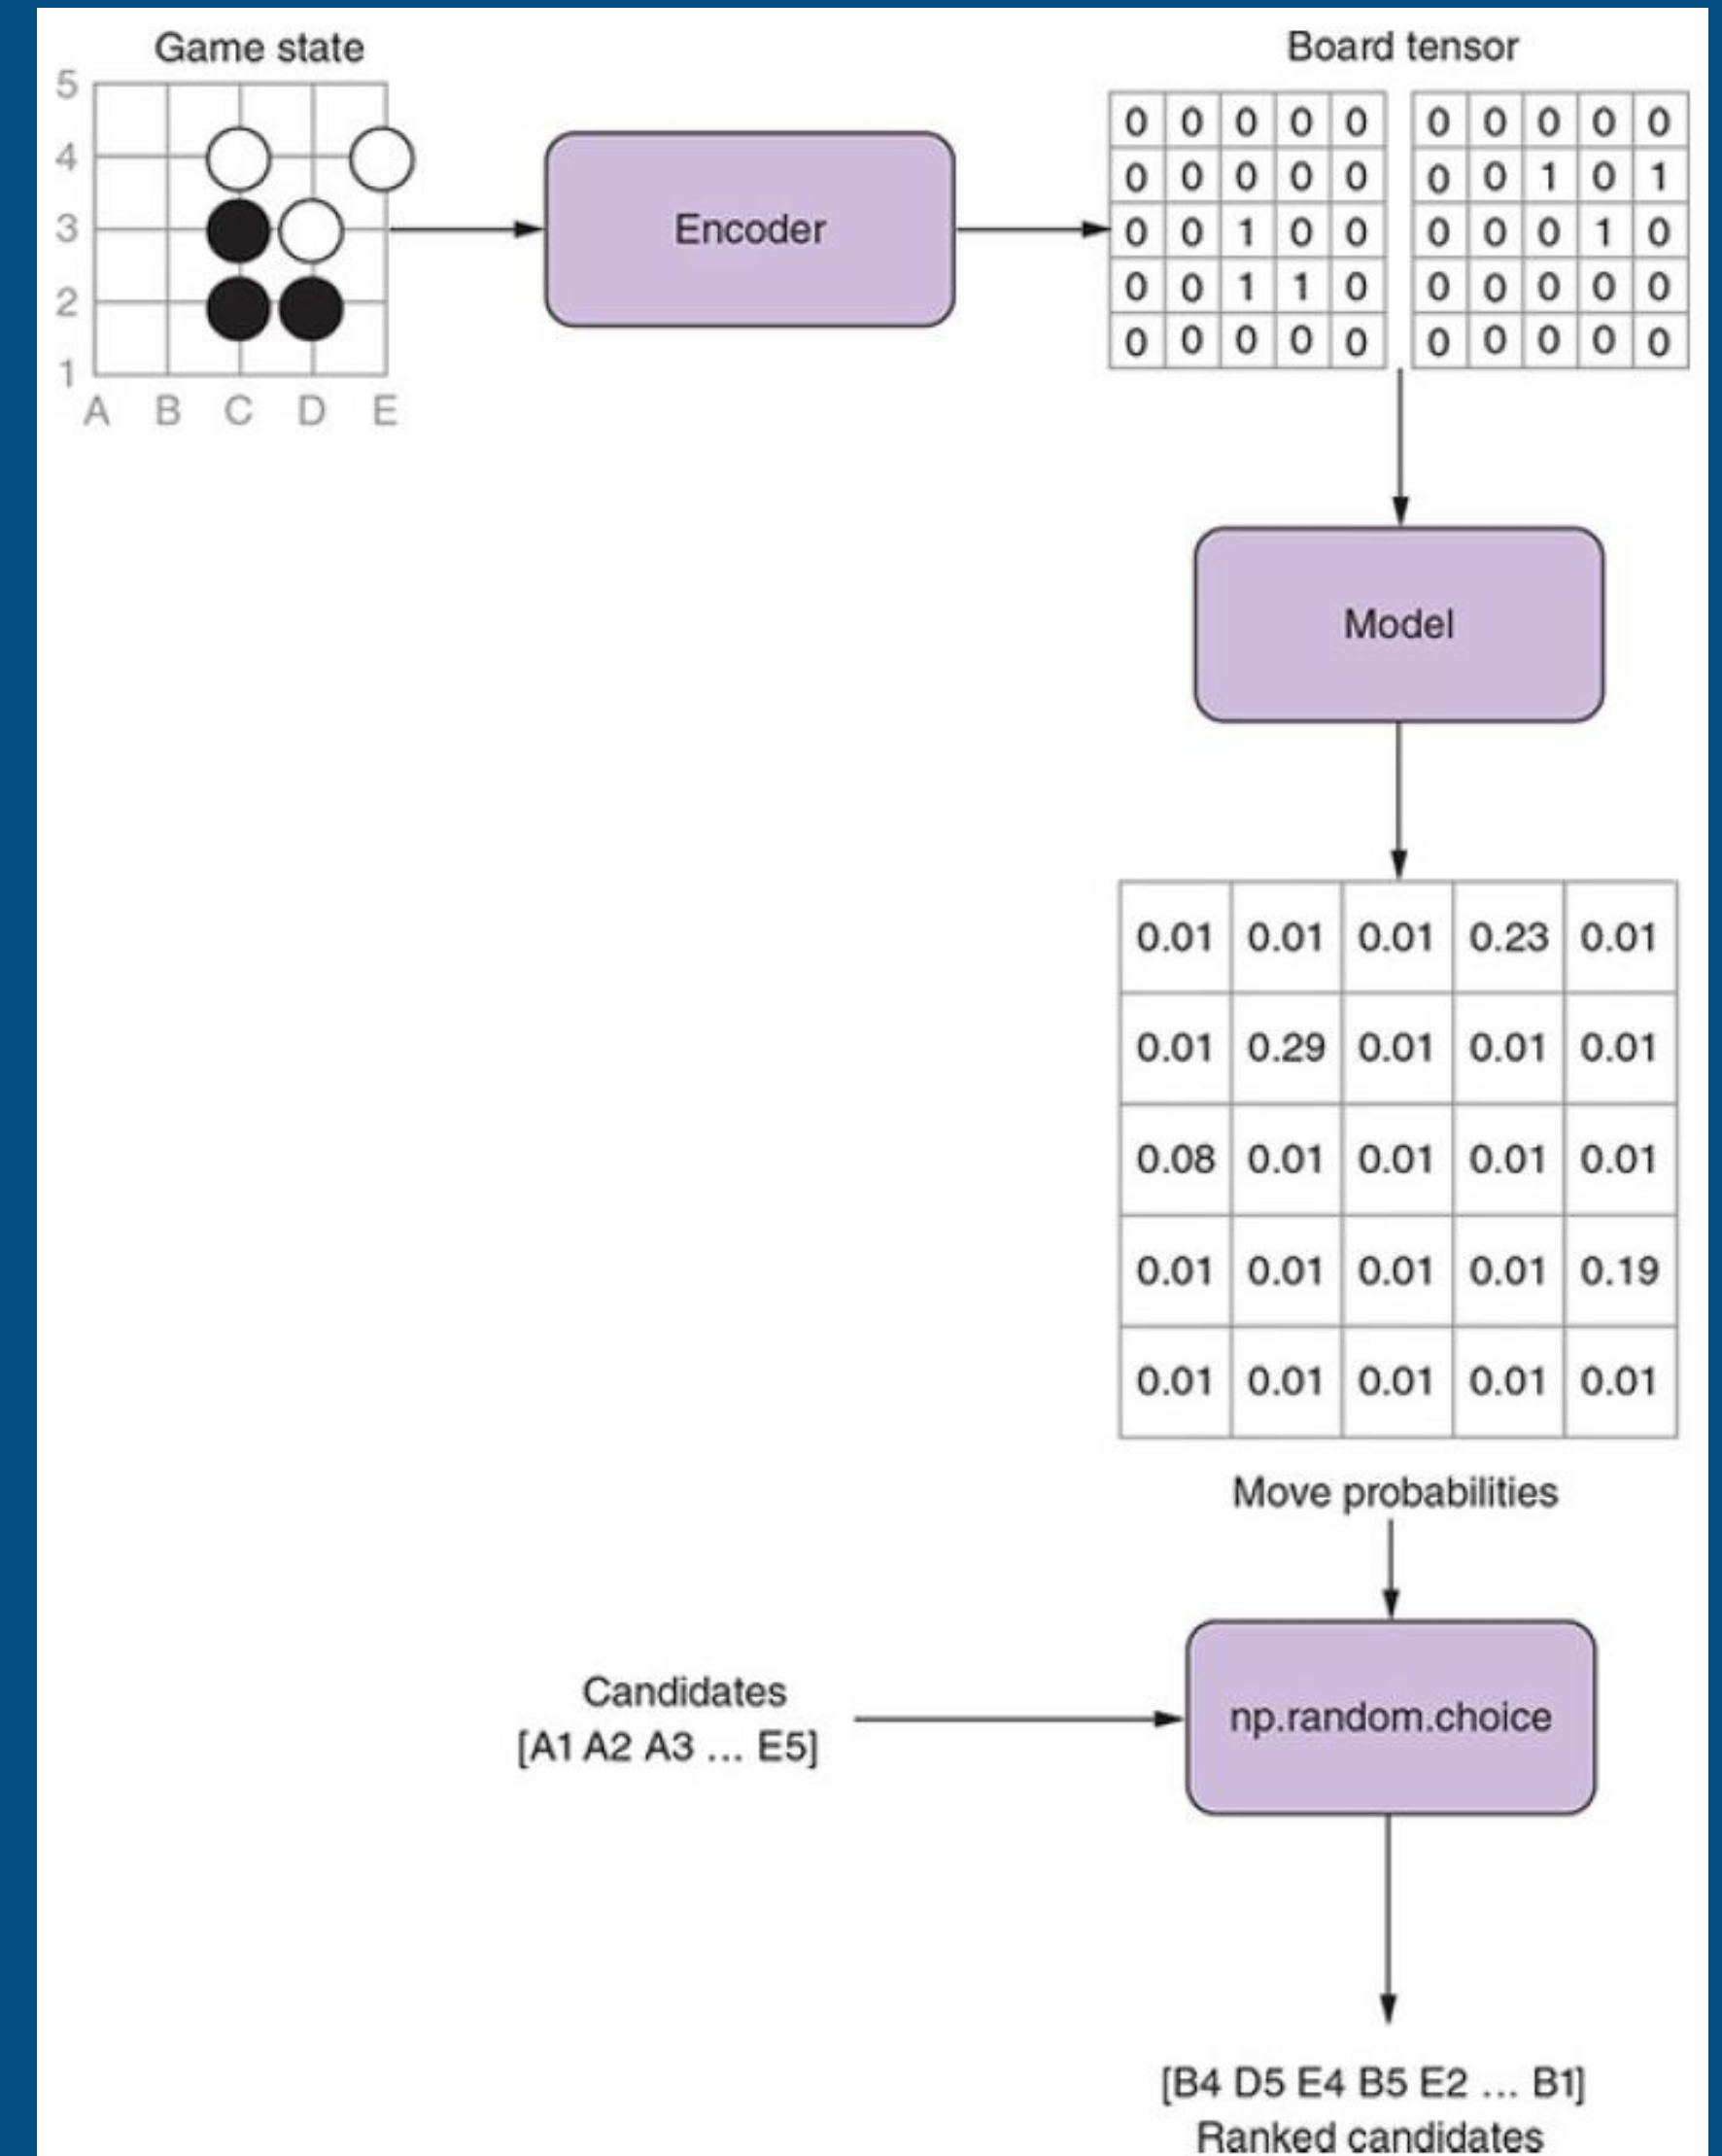 Game state
5
4
3
2
1
A B C D E
Encoder
Board tensor
0 0 0 0 0 0 0 0 0 0
0 0 0 0 0 0 0 1 0 1
0 0 1 0 0 0 0 0 1 0
0 0 1 1 0 0 0 0 0 0
0 0 0 0 0 0 0 0 0 0
Model
0.01 0.01 0.01 0.23 0.01
0.01 0.29 0.01 0.01 0.01
0.08 0.01 0.01 0.01 0.01
0.01 0.01 0.01 0.01 0.19
0.01 0.01 0.01 0.01 0.01
Move probabilities
Candidates
[A1 A2 A3 ... E5]
np.random.choice
[B4 D5 E4 B5 E2 ... B1]
Ranked candidates